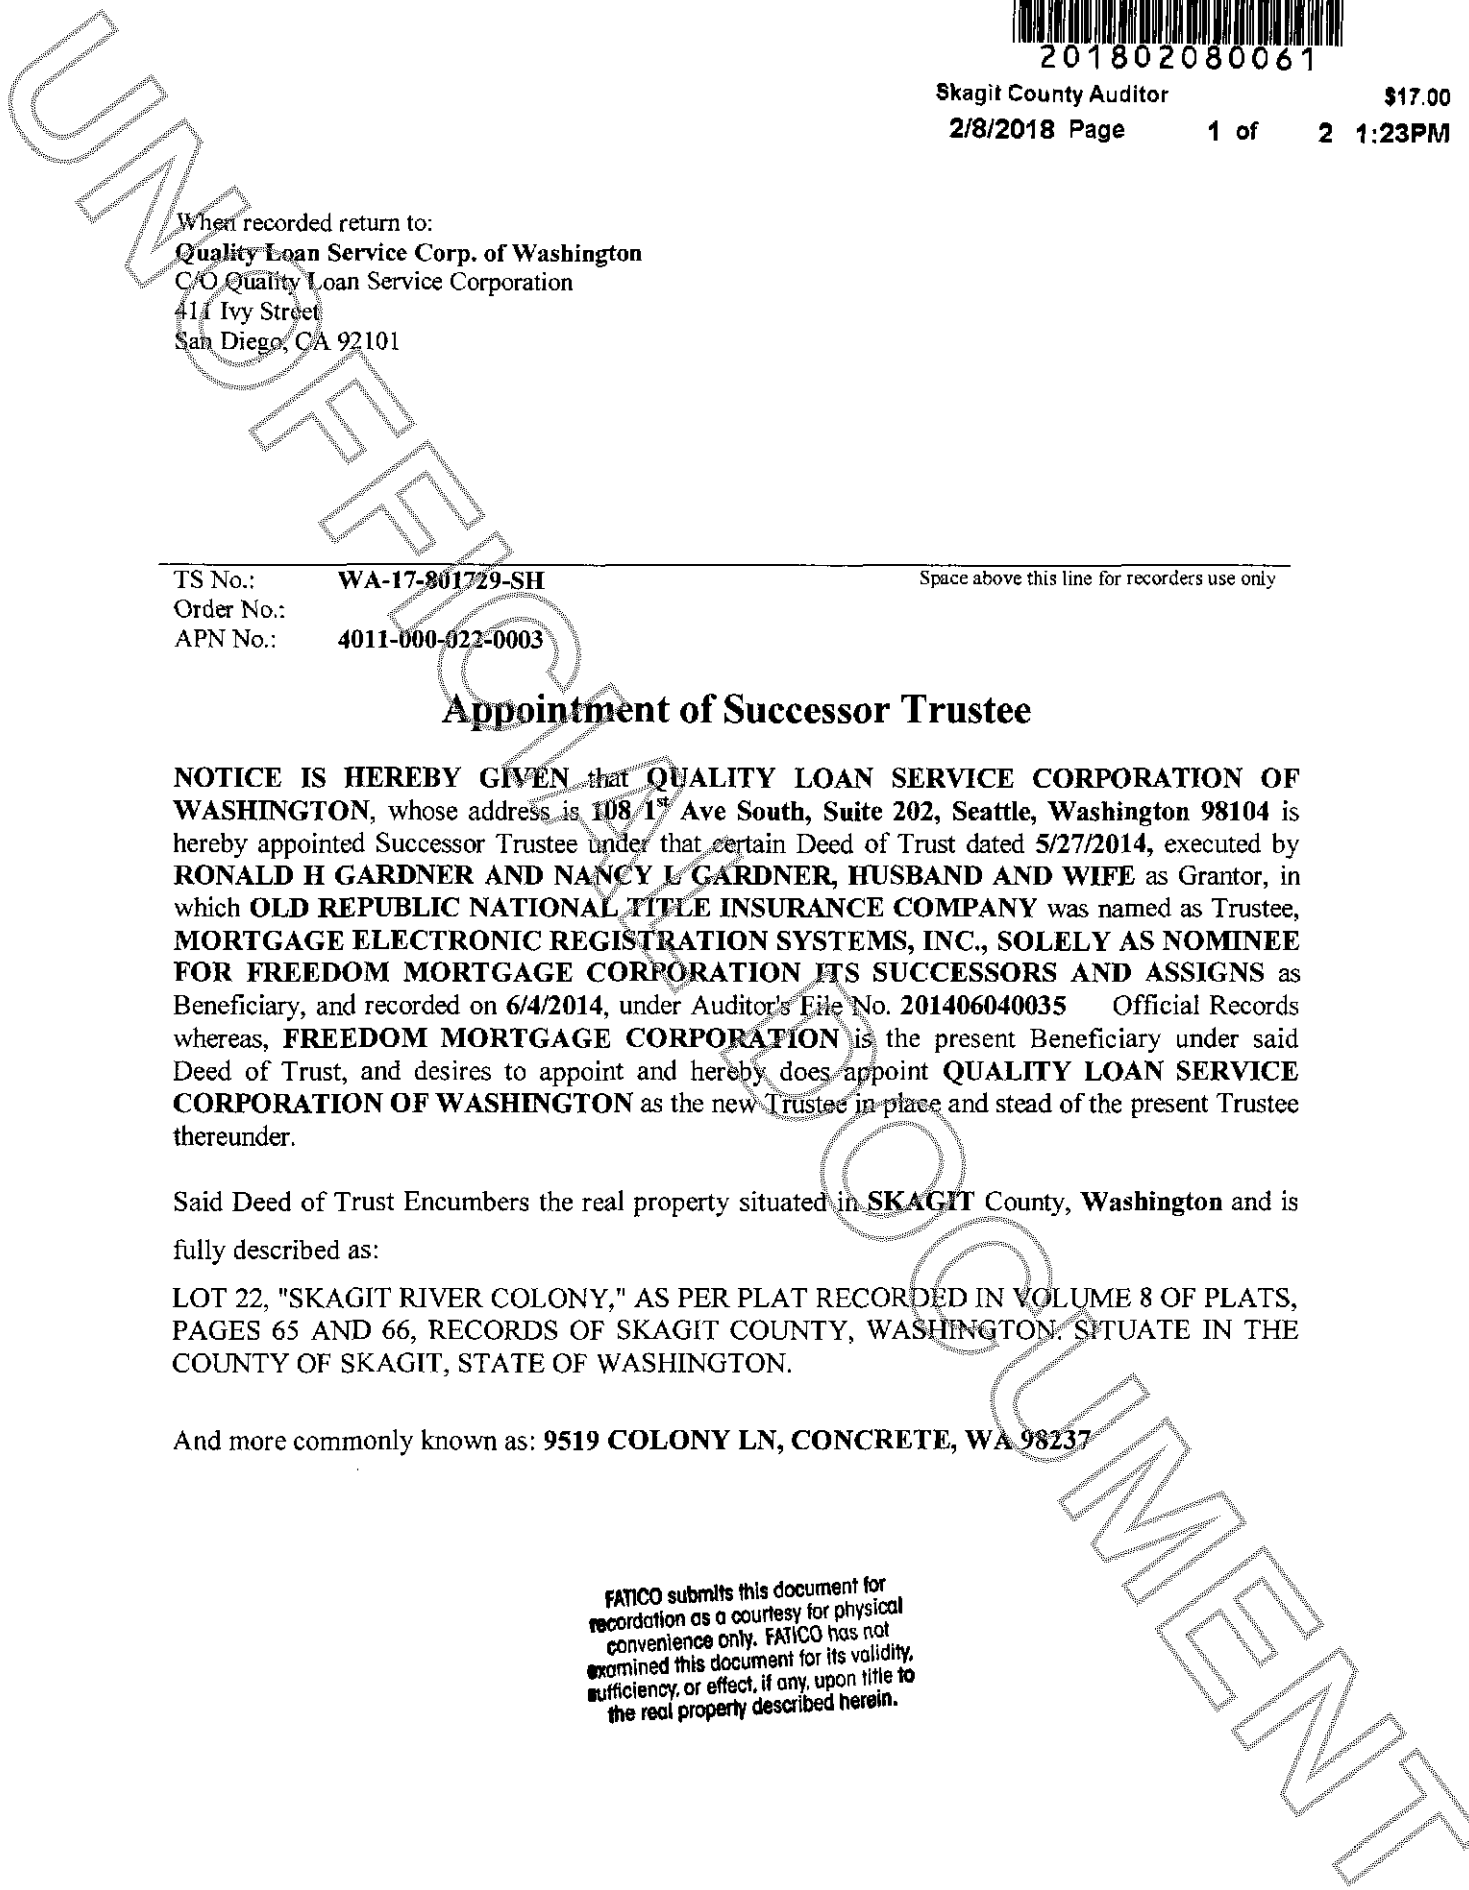 201802080061
Skagit County Auditor $17.00
2/8/2018 Page 1 of 2 1:23PM
When recorded return to:
Quality Loan Service Corp. of Washington
C/O Quality Loan Service Corporation
411 Ivy Street
San Diego, CA 92101
TS No.: WA-17-801729-SH Space above this line for recorders use only
Order No.:
APN No.: 4011-000-022-0003
Appointment of Successor Trustee
NOTICE IS HEREBY GIVEN that QUALITY LOAN SERVICE CORPORATION OF
WASHINGTON, whose address is 108 1st Ave South, Suite 202, Seattle, Washington 98104 is
hereby appointed Successor Trustee under that certain Deed of Trust dated 5/27/2014, executed by
RONALD H GARDNER AND NANCY L GARDNER, HUSBAND AND WIFE as Grantor, in
which OLD REPUBLIC NATIONAL TITLE INSURANCE COMPANY was named as Trustee,
MORTGAGE ELECTRONIC REGISTRATION SYSTEMS, INC., SOLELY AS NOMINEE
FOR FREEDOM MORTGAGE CORPORATION ITS SUCCESSORS AND ASSIGNS as
Beneficiary, and recorded on 6/4/2014, under Auditor's File No. 201406040035 Official Records
whereas, FREEDOM MORTGAGE CORPORATION is the present Beneficiary under said
Deed of Trust, and desires to appoint and hereby does appoint QUALITY LOAN SERVICE
CORPORATION OF WASHINGTON as the new Trustee in place and stead of the present Trustee
thereunder.
Said Deed of Trust Encumbers the real property situated in SKAGIT County, Washington and is
fully described as:
LOT 22, "SKAGIT RIVER COLONY," AS PER PLAT RECORDED IN VOLUME 8 OF PLATS,
PAGES 65 AND 66, RECORDS OF SKAGIT COUNTY, WASHINGTON. SITUATE IN THE
COUNTY OF SKAGIT, STATE OF WASHINGTON.
And more commonly known as: 9519 COLONY LN, CONCRETE, WA 98237
FATICO submits this document for
recordation as a courtesy for physical
convenience only. FATICO has not
examined this document for its validity,
sufficiency, or effect, if any, upon title to
the real property described herein.
UNOFFICIAL DOCUMENT